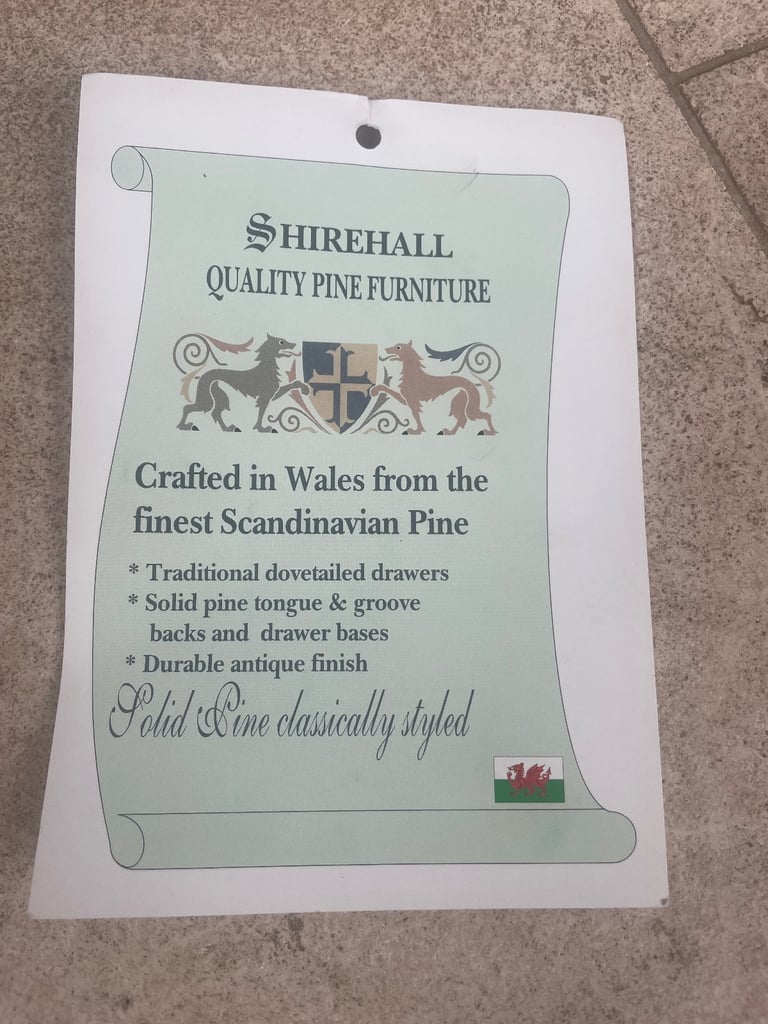 SHIREHALL
QUALITY PINE FURNITURE
Crafted in Wales from the
finest Scandinavian Pine
* Traditional dovetailed drawers
* Solid pine tongue & groove
backs and drawer bases
* Durable antique finish
Solid Pine classically styled